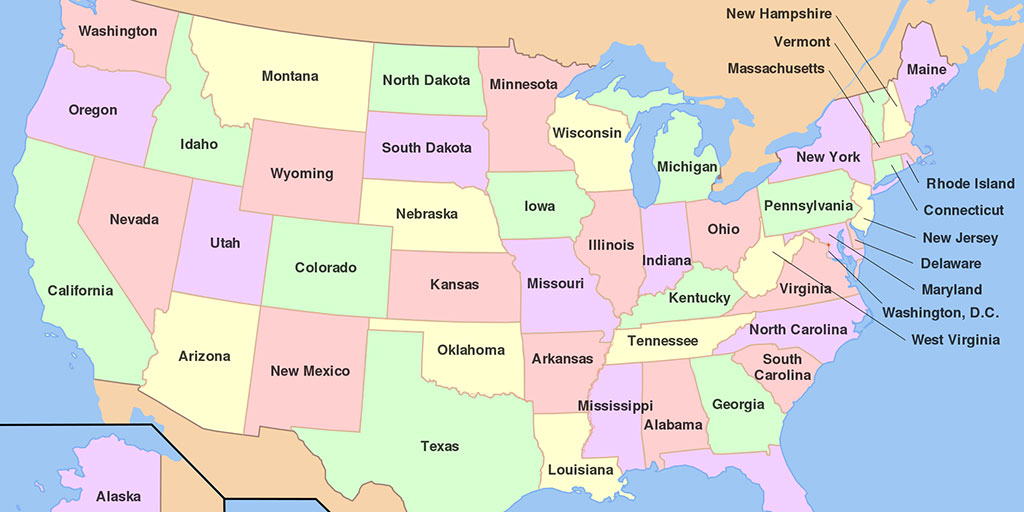 New Hampshire
Vermont
Massachusetts
Washington
Montana
North Dakota
Minnesota
Maine
Oregon
Idaho
Wisconsin
South Dakota
Michigan
New York
Wyoming
Rhode Island
Nebraska
Iowa
Pennsylvania
Connecticut
Nevada
Utah
Illinois
Ohio
New Jersey
Colorado
Indiana
Delaware
California
Kansas
Missouri
Kentucky
Virginia
Maryland
Washington, D.C.
Arizona
Oklahoma
Tennessee
North Carolina
West Virginia
New Mexico
Arkansas
South
Carolina
Mississippi
Georgia
Alabama
Texas
Louisiana
Alaska